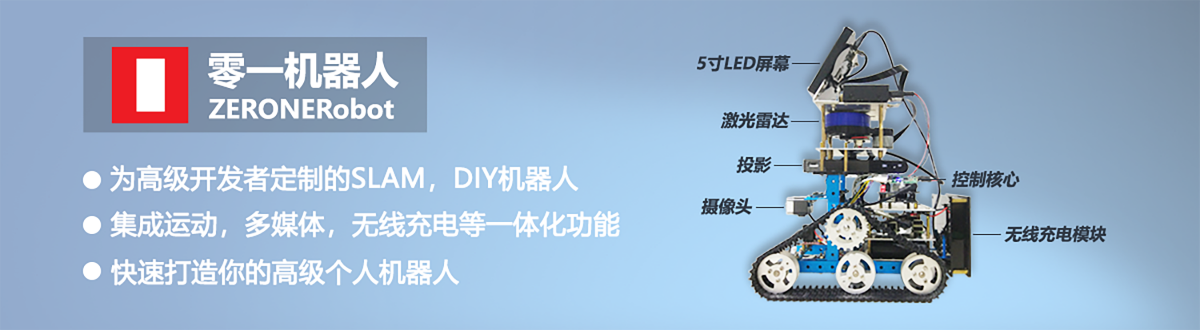 零一机器人
ZERONERobot
为高级开发者定制的SLAM，DIY机器人
集成运动，多媒体，无线充电等一体化功能
快速打造你的高级个人机器人
5寸LED屏幕
激光雷达
投影
摄像头
控制核心
无线充电模块